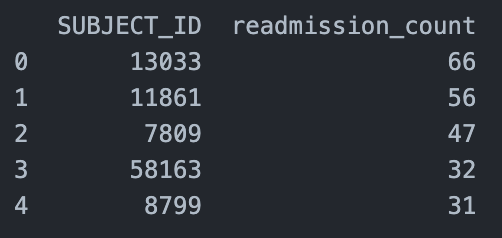 SUBJECT_ID readmission_count
0 13033 66
1 11861 56
2 7809 47
3 58163 32
4 8799 31